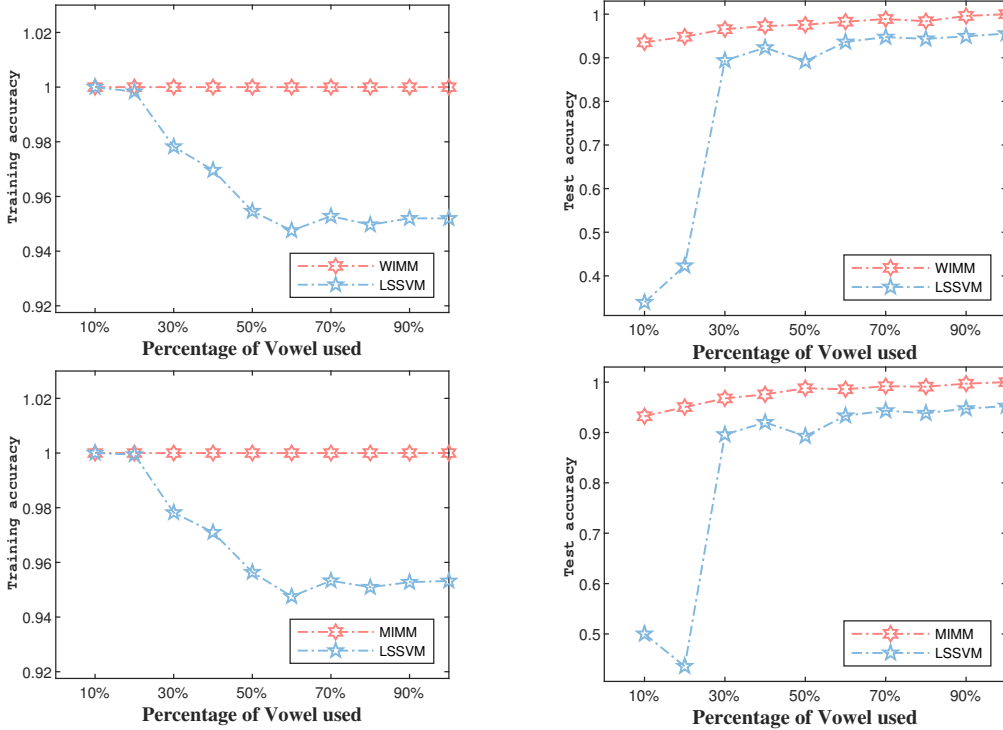 1.02
1
0.98
0.96
0.94
0.92
Training accuracy
WIMM
LSSVM
10% 30% 50% 70% 90%
Percentage of Vowel used
1
0.9
0.8
0.7
0.6
0.5
0.4
Test accuracy
WIMM
LSSVM
10% 30% 50% 70% 90%
Percentage of Vowel used
1.02
1
0.98
0.96
0.94
0.92
Training accuracy
MIMM
LSSVM
10% 30% 50% 70% 90%
Percentage of Vowel used
1
0.9
0.8
0.7
0.6
0.5
Test accuracy
MIMM
LSSVM
10% 30% 50% 70% 90%
Percentage of Vowel used